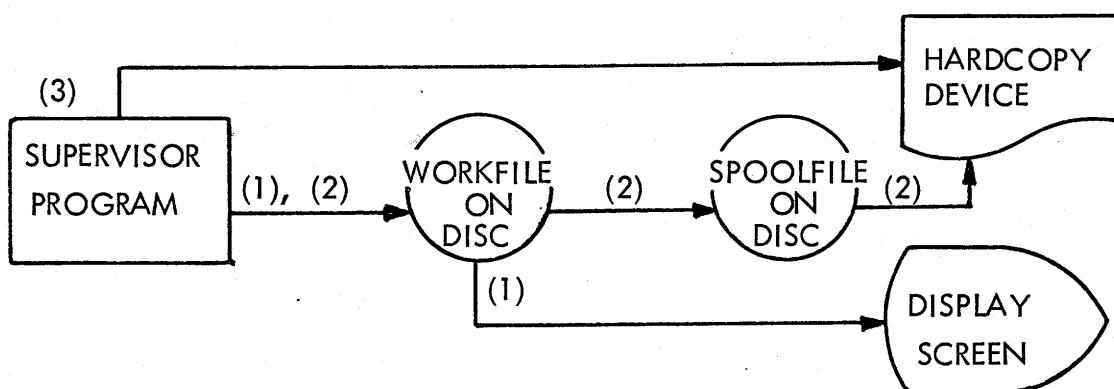 HARDCOPY
DEVICE
(3)
SUPERVISOR
PROGRAM
(1), (2)
WORKFILE
ON
DISC
(2)
SPOOLFILE
ON
DISC
(2)
(1)
DISPLAY
SCREEN